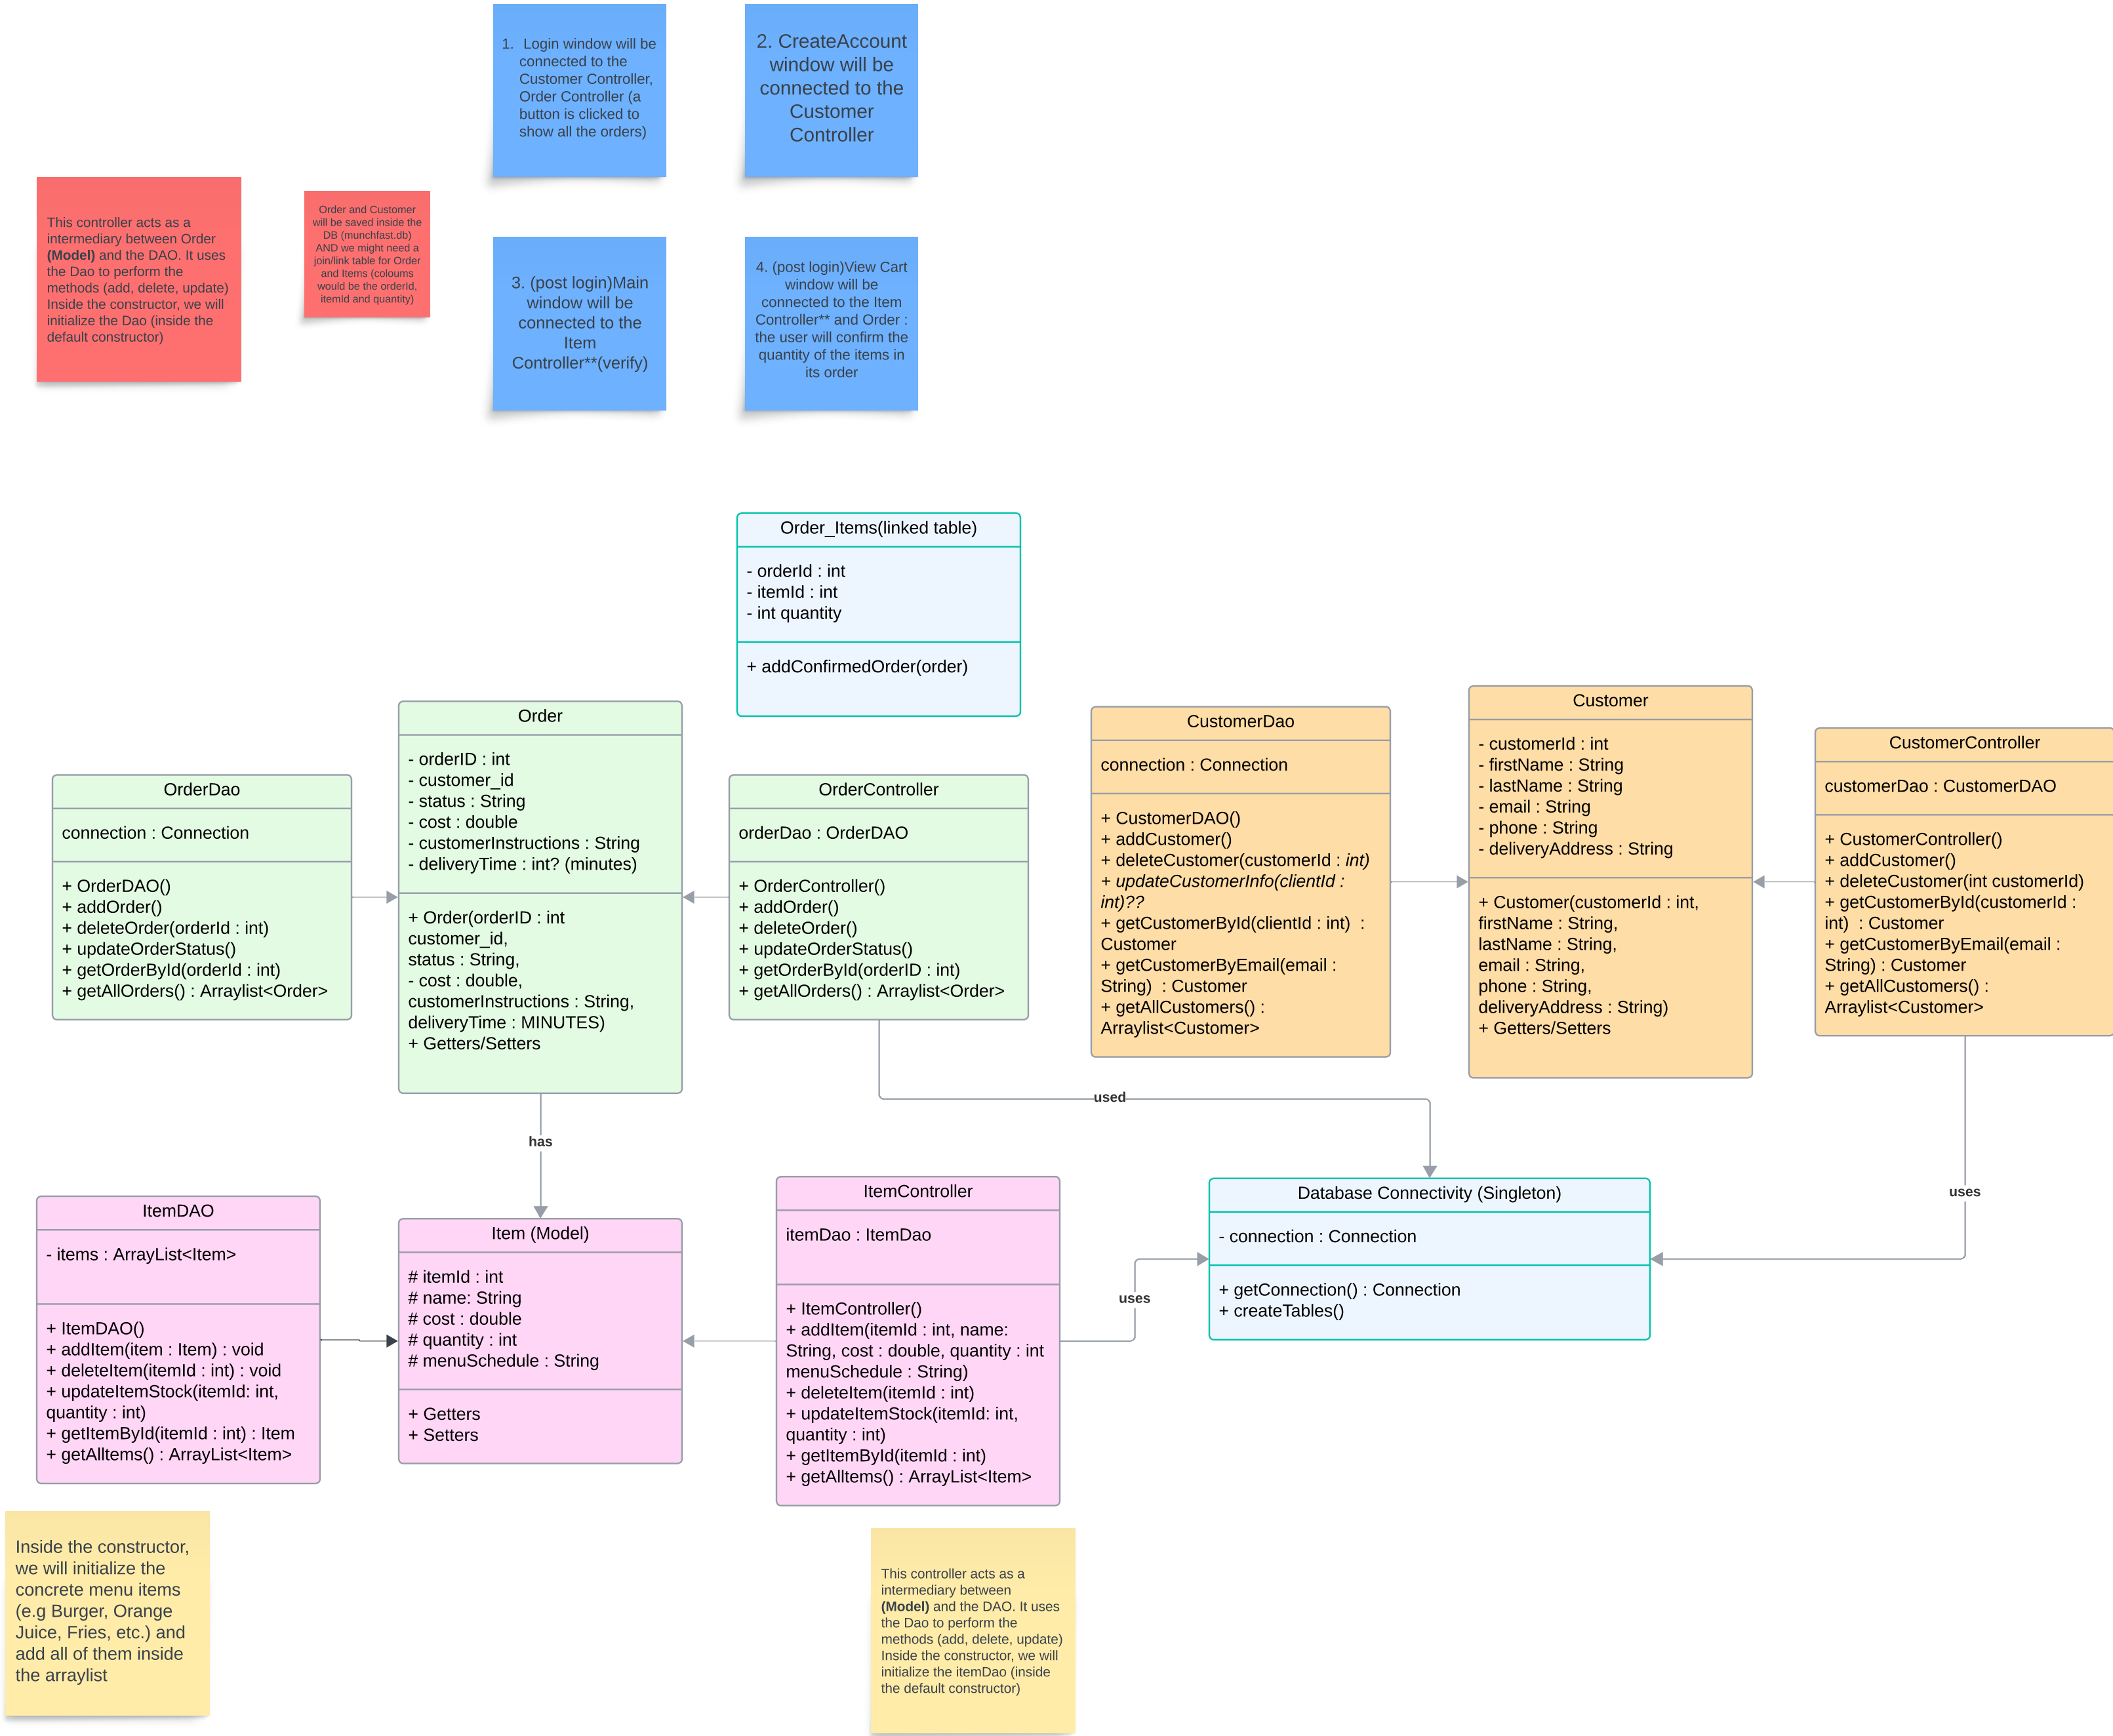 1.  Login window will be
connected to the
Customer Controller,
Order Controller (a
button is clicked to
show all the orders)
2. CreateAccount
window will be
connected to the
Customer
Controller
This controller acts as a
intermediary between Order
(Model) and the DAO. It uses
the Dao to perform the
methods (add, delete, update)
Inside the constructor, we will
initialize the Dao (inside the
default constructor)
Order and Customer
will be saved inside the
DB (munchfast.db)
AND we might need a
join/link table for Order
and Items (coloums
would be the orderId,
itemId and quantity)
3. (post login)Main
window will be
connected to the
Item
Controller**(verify)
4. (post login)View Cart
window will be
connected to the Item
Controller** and Order :
the user will confirm the
quantity of the items in
its order
Order_Items(linked table)
- orderId : int
- itemId : int
- int quantity
+ addConfirmedOrder(order)
OrderDao
connection : Connection
+ OrderDAO()
+ addOrder()
+ deleteOrder(orderId : int)
+ updateOrderStatus()
+ getOrderById(orderId : int)
+ getAllOrders() : Arraylist<Order>
Order
- orderID : int
- customer_id
- status : String
- cost : double
- customerInstructions : String
- deliveryTime : int? (minutes)
+ Order(orderID : int
customer_id,
status : String,
- cost : double,
customerInstructions : String,
deliveryTime : MINUTES)
+ Getters/Setters
OrderController
orderDao : OrderDAO
+ OrderController()
+ addOrder()
+ deleteOrder()
+ updateOrderStatus()
+ getOrderById(orderID : int)
+ getAllOrders() : Arraylist<Order>
CustomerDao
connection : Connection
+ CustomerDAO()
+ addCustomer()
+ deleteCustomer(customerId : int)
+ updateCustomerInfo(clientId :
int)??
+ getCustomerById(clientId : int)  :
Customer
+ getCustomerByEmail(email :
String)  : Customer
+ getAllCustomers() :
Arraylist<Customer>
Customer
- customerId : int
- firstName : String
- lastName : String
- email : String
- phone : String
- deliveryAddress : String
+ Customer(customerId : int,
firstName : String,
lastName : String,
email : String,
phone : String,
deliveryAddress : String)
+ Getters/Setters
CustomerController
customerDao : CustomerDAO
+ CustomerController()
+ addCustomer()
+ deleteCustomer(int customerId)
+ getCustomerById(customerId :
int)  : Customer
+ getCustomerByEmail(email :
String) : Customer
+ getAllCustomers() :
Arraylist<Customer>
used
has
uses
uses
ItemDAO
- items : ArrayList<Item>
+ ItemDAO()
+ addItem(item : Item) : void
+ deleteItem(itemId : int) : void
+ updateItemStock(itemId: int,
quantity : int)
+ getItemById(itemId : int) : Item
+ getAllItems() : ArrayList<Item>
Item (Model)
# itemId : int
# name: String
# cost : double
# quantity : int
# menuSchedule : String
+ Getters
+ Setters
ItemController
itemDao : ItemDao
+ ItemController()
+ addItem(itemId : int, name:
String, cost : double, quantity : int
menuSchedule : String)
+ deleteItem(itemId : int)
+ updateItemStock(itemId: int,
quantity : int)
+ getItemById(itemId : int)
+ getAllItems() : ArrayList<Item>
Database Connectivity (Singleton)
- connection : Connection
+ getConnection() : Connection
+ createTables()
Inside the constructor,
we will initialize the
concrete menu items
(e.g Burger, Orange
Juice, Fries, etc.) and
add all of them inside
the arraylist
This controller acts as a
intermediary between
(Model) and the DAO. It uses
the Dao to perform the
methods (add, delete, update)
Inside the constructor, we will
initialize the itemDao (inside
the default constructor)